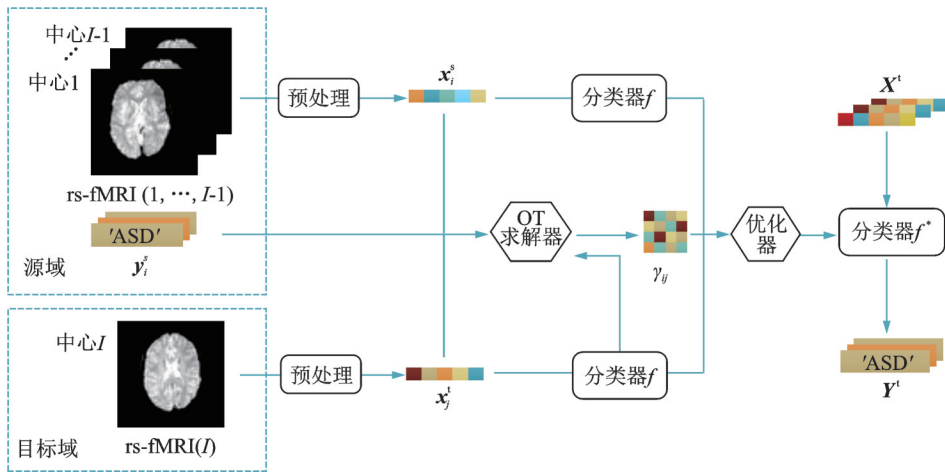 中心I-1
⋰
中心1
rs-fMRI (1, ⋯, I-1)
'ASD'
y_i^s
源域
预处理
x_i^s
分类器f
OT
求解器
γ_ij
优化
器
X^t
分类器f^*
'ASD'
Y^t
中心I
rs-fMRI(I)
目标域
预处理
x_j^t
分类器f